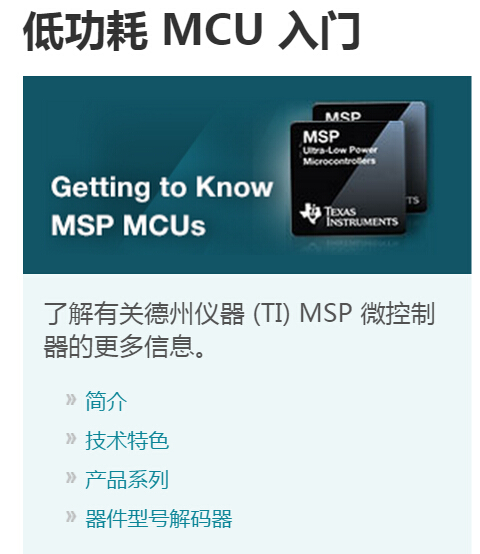 低功耗 MCU 入门
MSP
MSP
Ultra-Low Power
Microcontrollers
Getting to Know
MSP MCUs
TEXAS
INSTRUMENTS
了解有关德州仪器 (TI) MSP 微控制
器的更多信息。
» 简介
» 技术特色
» 产品系列
» 器件型号解码器